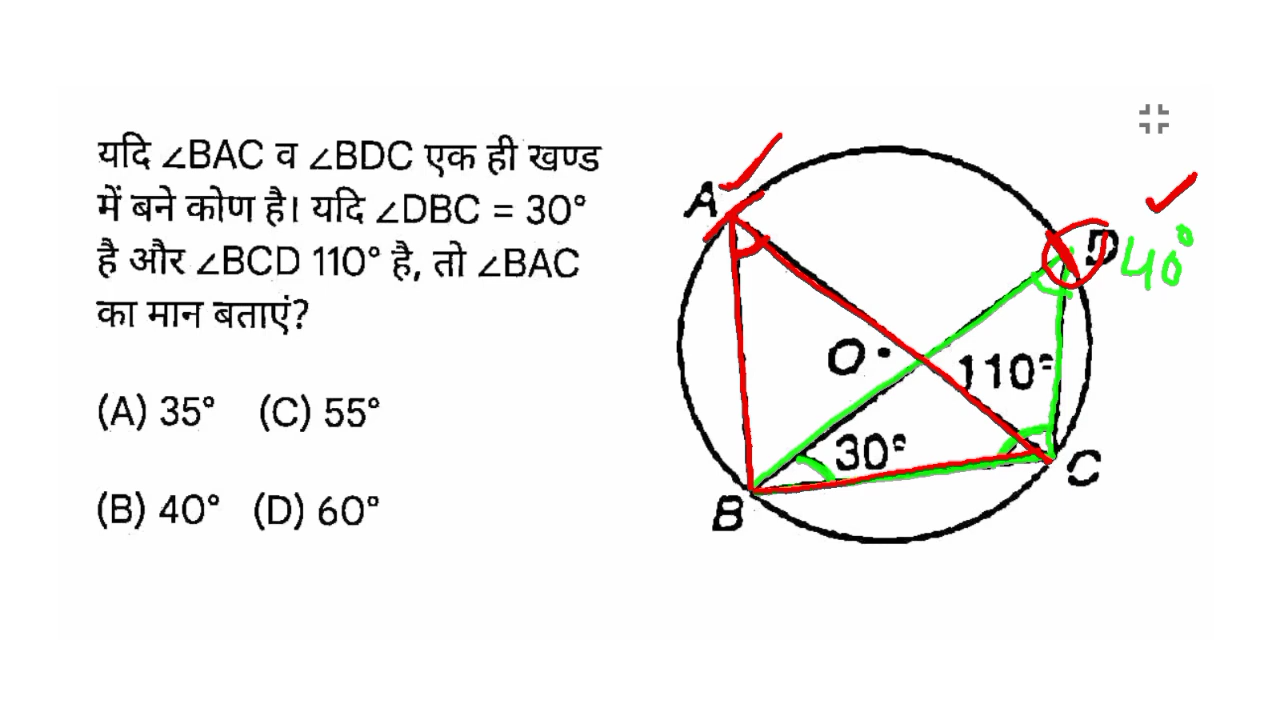 यदि ∠BAC व ∠BDC एक ही खण्ड
में बने कोण है। यदि ∠DBC = 30°
है और ∠BCD 110° है, तो ∠BAC
का मान बताएं?
(A) 35° (C) 55°
(B) 40° (D) 60°
A
D 40°
O
110°
30°
C
B